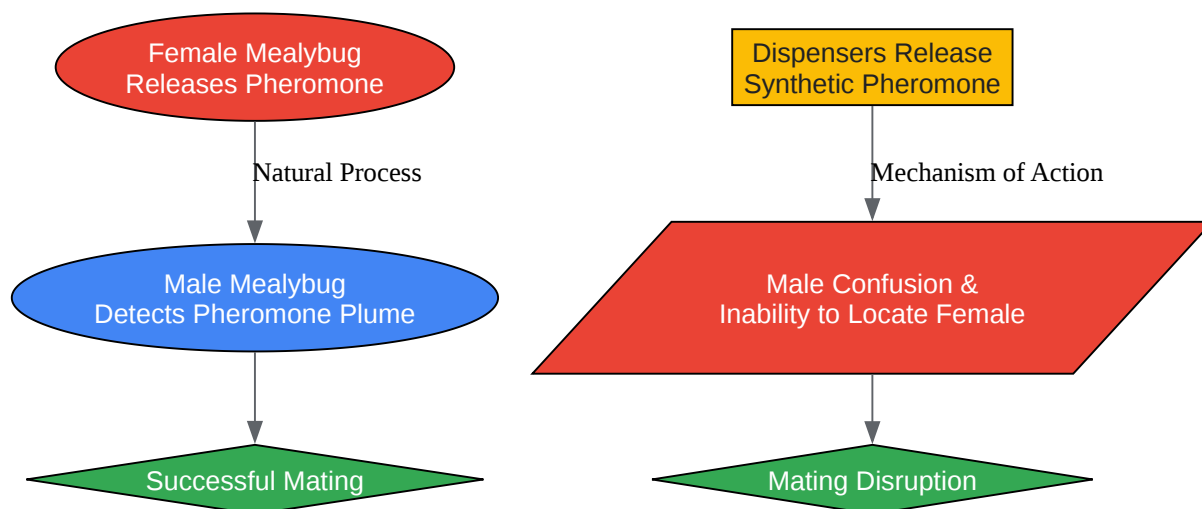 Female Mealybug
Releases Pheromone
Natural Process
Male Mealybug
Detects Pheromone Plume
Successful Mating
Dispensers Release
Synthetic Pheromone
Mechanism of Action
Male Confusion &
Inability to Locate Female
Mating Disruption